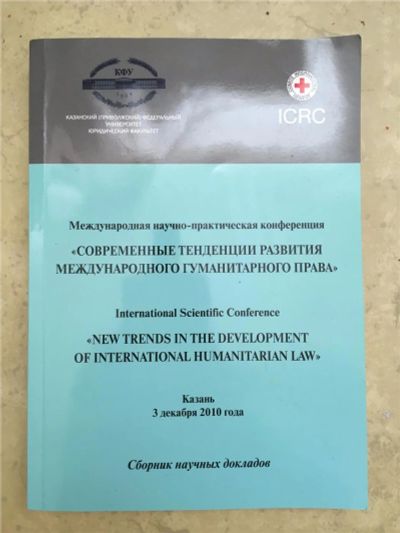 КФУ
КАЗАНСКИЙ (ПРИВОЛЖСКИЙ) ФЕДЕРАЛЬНЫЙ
УНИВЕРСИТЕТ
ЮРИДИЧЕСКИЙ ФАКУЛЬТЕТ
ICRC
Международная научно-практическая конференция
«СОВРЕМЕННЫЕ ТЕНДЕНЦИИ РАЗВИТИЯ
МЕЖДУНАРОДНОГО ГУМАНИТАРНОГО ПРАВА»
International Scientific Conference
«NEW TRENDS IN THE DEVELOPMENT
OF INTERNATIONAL HUMANITARIAN LAW»
Казань
3 декабря 2010 года
Сборник научных докладов